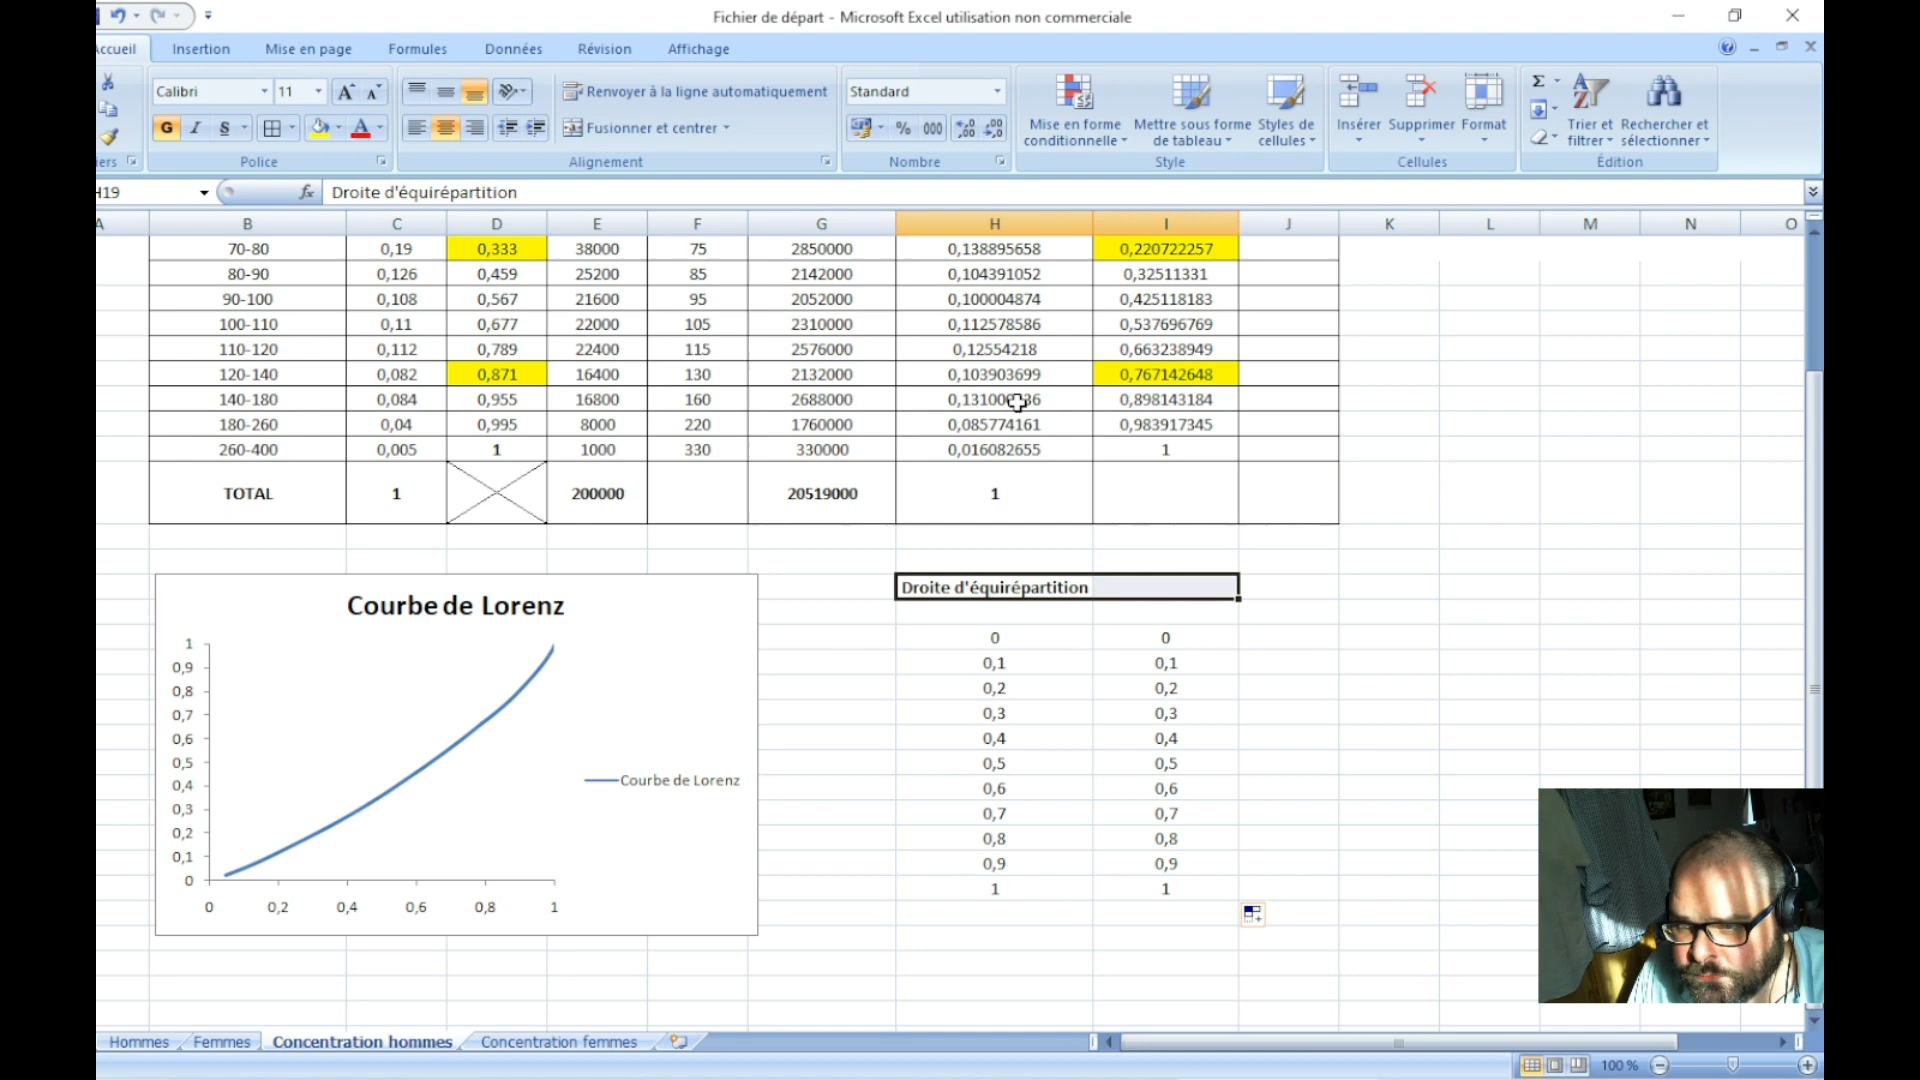 Fichier de départ - Microsoft Excel utilisation non commerciale
Accueil Insertion Mise en page Formules Données Révision Affichage
Calibri 11 Renvoyer à la ligne automatiquement Standard
G I S Fusionner et centrer % 000
Mise en forme conditionnelle Mettre sous forme de tableau Styles de cellules Insérer Supprimer Format Trier et filtrer Rechercher et sélectionner
Police Alignement Nombre Style Cellules Édition
H19 fx Droite d'équirépartition
A B C D E F G H I J K L M N O
70-80 0,19 0,333 38000 75 2850000 0,138895658 0,220722257
80-90 0,126 0,459 25200 85 2142000 0,104391052 0,32511331
90-100 0,108 0,567 21600 95 2052000 0,100004874 0,425118183
100-110 0,11 0,677 22000 105 2310000 0,112578586 0,537696769
110-120 0,112 0,789 22400 115 2576000 0,12554218 0,663238949
120-140 0,082 0,871 16400 130 2132000 0,103903699 0,767142648
140-180 0,084 0,955 16800 160 2688000 0,898143184
180-260 0,04 0,995 8000 220 1760000 0,085774161 0,983917345
260-400 0,005 1 1000 330 330000 0,016082655 1
TOTAL 1 200000 20519000 1
Courbe de Lorenz
1
0,9
0,8
0,7
0,6
0,5
0,4
0,3
0,2
0,1
0
0 0,2 0,4 0,6 0,8 1
Courbe de Lorenz
Droite d'équirépartition
0 0
0,1 0,1
0,2 0,2
0,3 0,3
0,4 0,4
0,5 0,5
0,6 0,6
0,7 0,7
0,8 0,8
0,9 0,9
1 1
Hommes Femmes Concentration hommes Concentration femmes
100 %